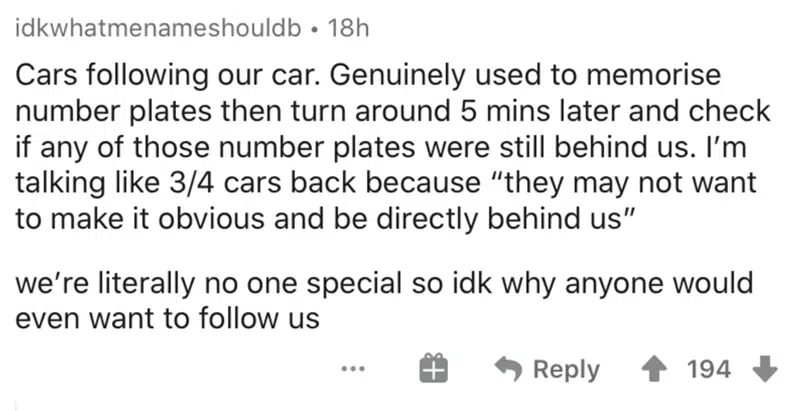 idkwhatmenameshouldb • 18h
Cars following our car. Genuinely used to memorise
number plates then turn around 5 mins later and check
if any of those number plates were still behind us. I’m
talking like 3/4 cars back because “they may not want
to make it obvious and be directly behind us”
we’re literally no one special so idk why anyone would
even want to follow us
... Reply 194